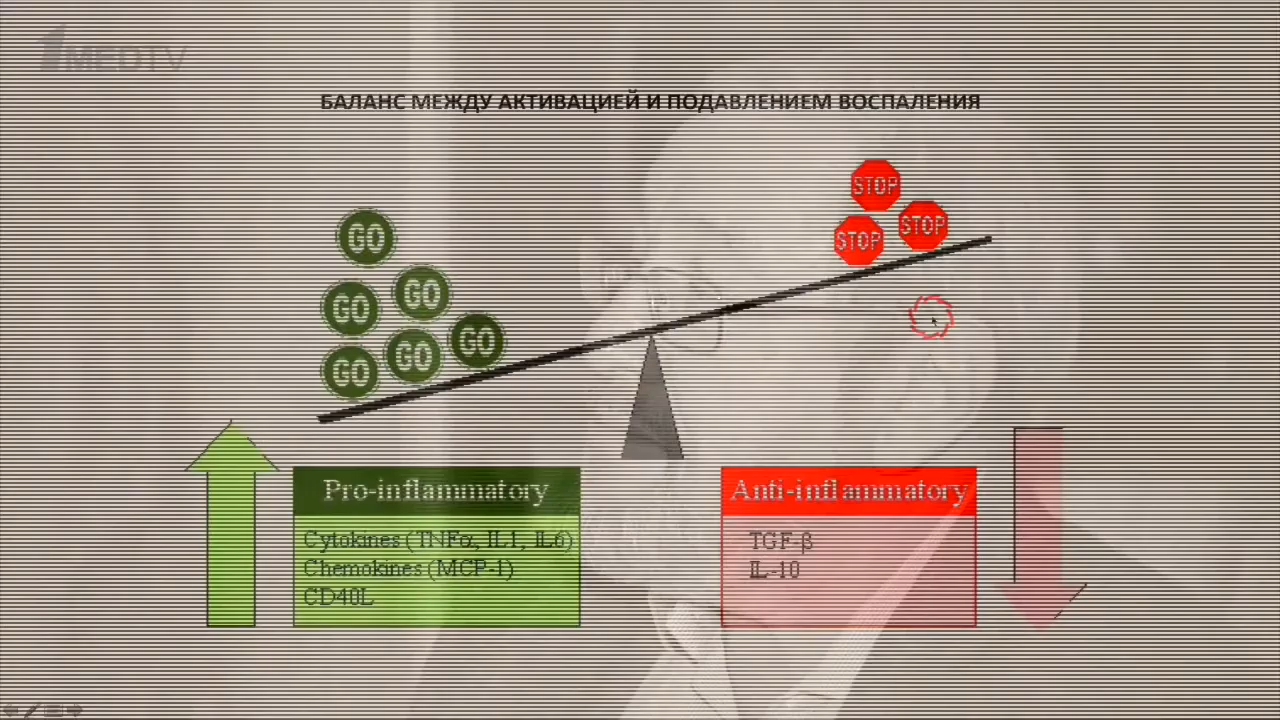 1MEDTV
БАЛАНС МЕЖДУ АКТИВАЦИЕЙ И ПОДАВЛЕНИЕМ ВОСПАЛЕНИЯ
STOP
STOP
STOP
GO
GO
GO
GO
GO
GO
Pro-inflammatory
Cytokines (TNFα, IL1, IL6)
Chemokines (MCP-1)
CD40L
Anti-inflammatory
TGF-β
IL-10